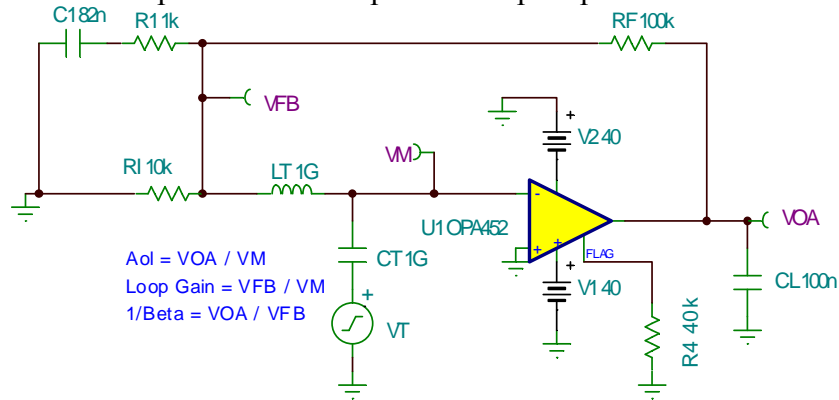 C1 82n
R1 1k
RF 100k
VFB
VM
V2 40
RI 10k
LT 1G
U1 OPA452
-
+
+
+
FLAG
VOA
CT 1G
V1 40
CL 100n
Aol = VOA / VM
Loop Gain = VFB / VM
1/Beta = VOA / VFB
+
VT
R4 40k
+